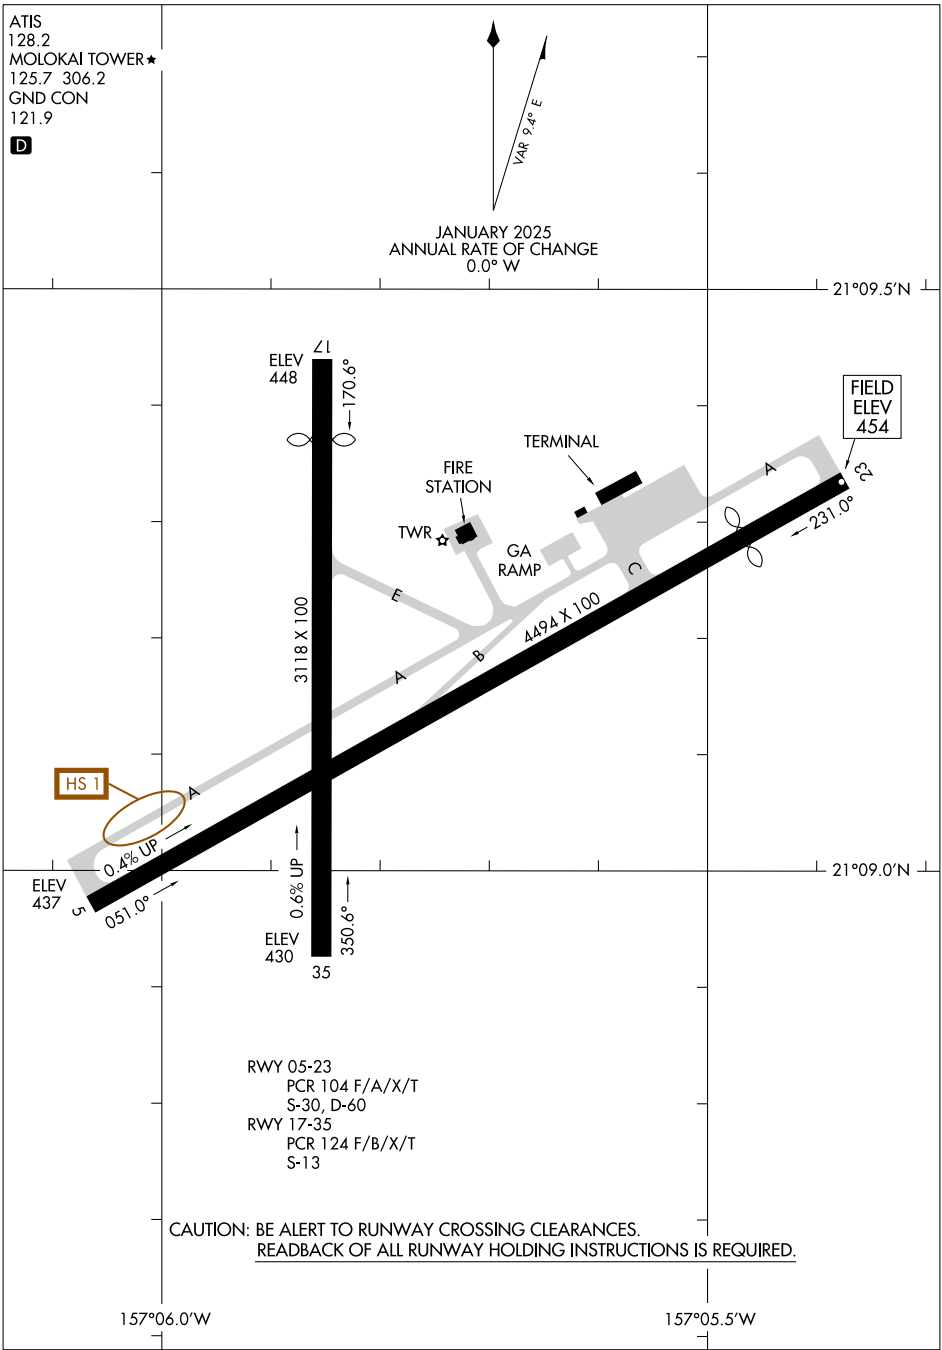 ATIS
128.2
MOLOKAI TOWER★
125.7 306.2
GND CON
121.9
D
VAR 9.4° E
JANUARY 2025
ANNUAL RATE OF CHANGE
0.0° W
21°09.5'N
17
ELEV
448
170.6°
FIELD
ELEV
454
TERMINAL
A
23
FIRE
STATION
231.0°
TWR
GA
RAMP
C
E
4494 X 100
3118 X 100
B
A
HS 1
A
0.4% UP
21°09.0'N
ELEV
437
5
051.0°
0.6% UP
350.6°
ELEV
430
35
RWY 05-23
PCR 104 F/A/X/T
S-30, D-60
RWY 17-35
PCR 124 F/B/X/T
S-13
CAUTION: BE ALERT TO RUNWAY CROSSING CLEARANCES.
READBACK OF ALL RUNWAY HOLDING INSTRUCTIONS IS REQUIRED.
157°06.0'W
157°05.5'W